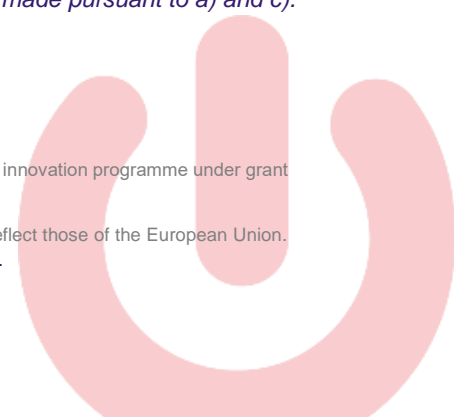 made pursuant to a) and c).
innovation programme under grant
eflect those of the European Union.
.